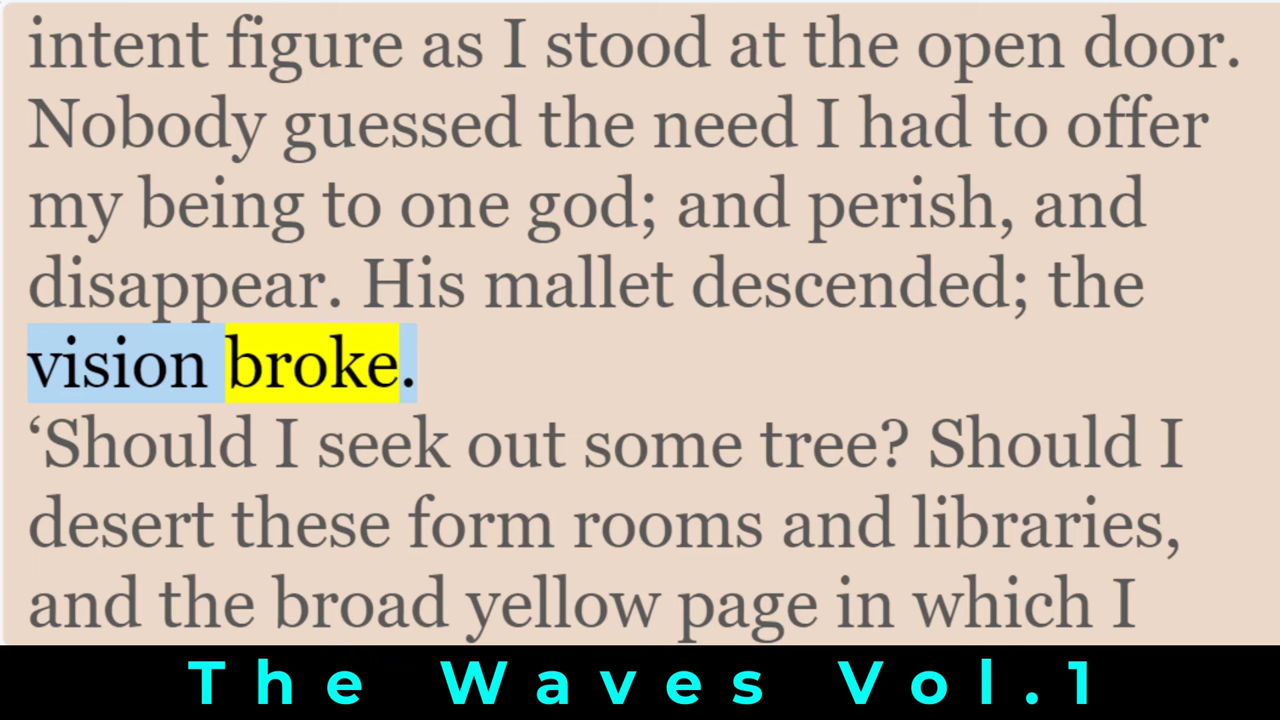 intent figure as I stood at the open door.
Nobody guessed the need I had to offer
my being to one god; and perish, and
disappear. His mallet descended; the
vision broke.
‘Should I seek out some tree? Should I
desert these form rooms and libraries,
and the broad yellow page in which I
The Waves Vol.1